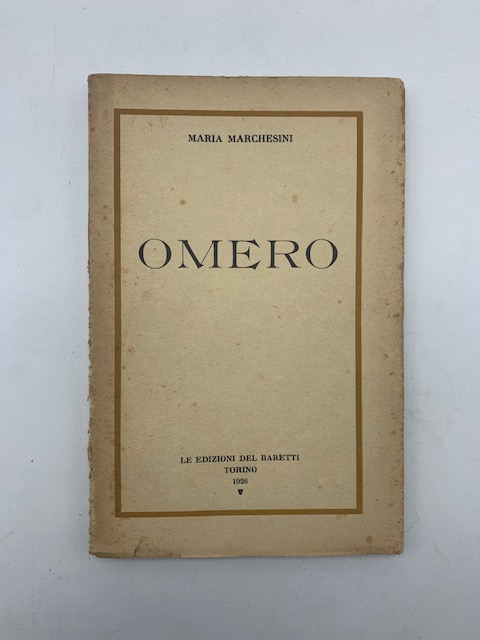 MARIA MARCHESINI
OMERO
LE EDIZIONI DEL BARETTI
TORINO
1926